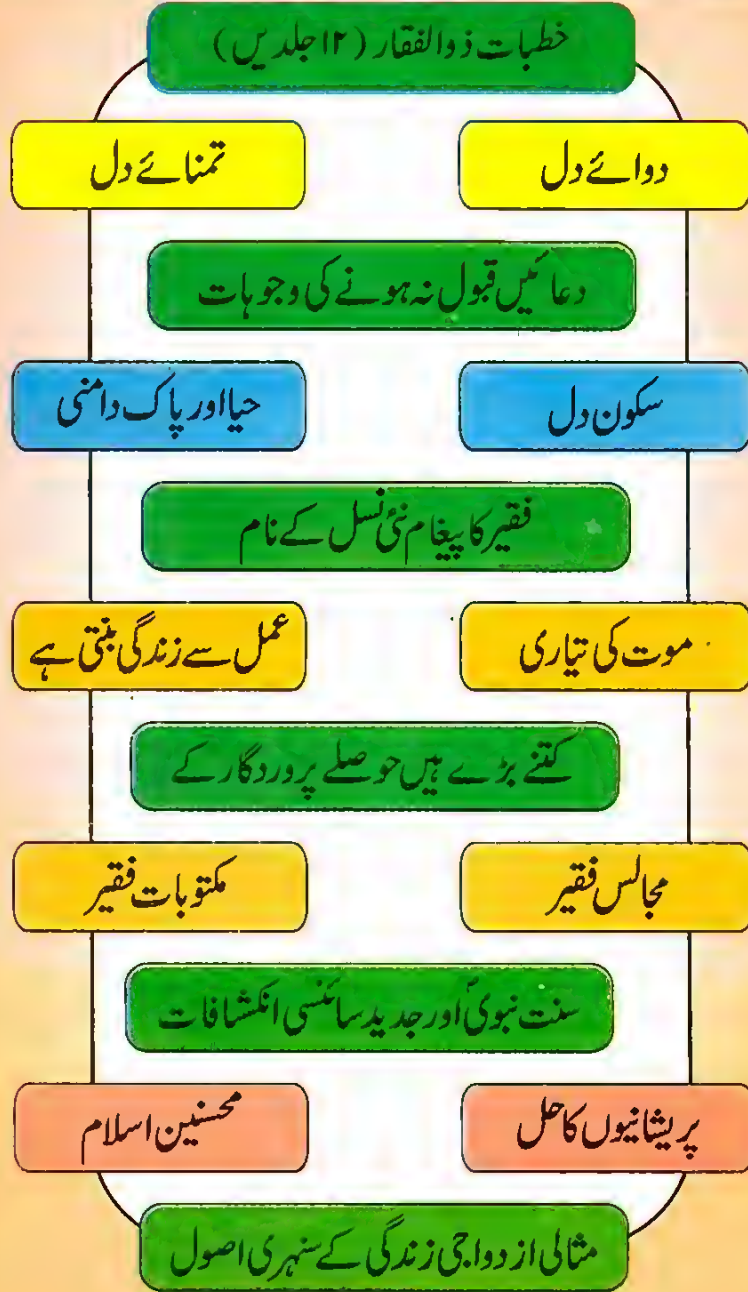 خطبات ذوالفقار (۱۲ جلدیں)
دوائے دل
تمنائے دل
دعائیں قبول نہ ہونے کی وجوہات
سکون دل
حیا اور پاک دامنی
فقیر کا پیغام نئی نسل کے نام
موت کی تیاری
عمل سے زندگی بنتی ہے
کتنے بڑے ہیں حوصلے پروردگار کے
مجالس فقیر
مکتوبات فقیر
سنت نبویؐ اور جدید سائنسی انکشافات
پریشانیوں کا حل
محسنین اسلام
مثالی ازدواجی زندگی کے سنہری اصول